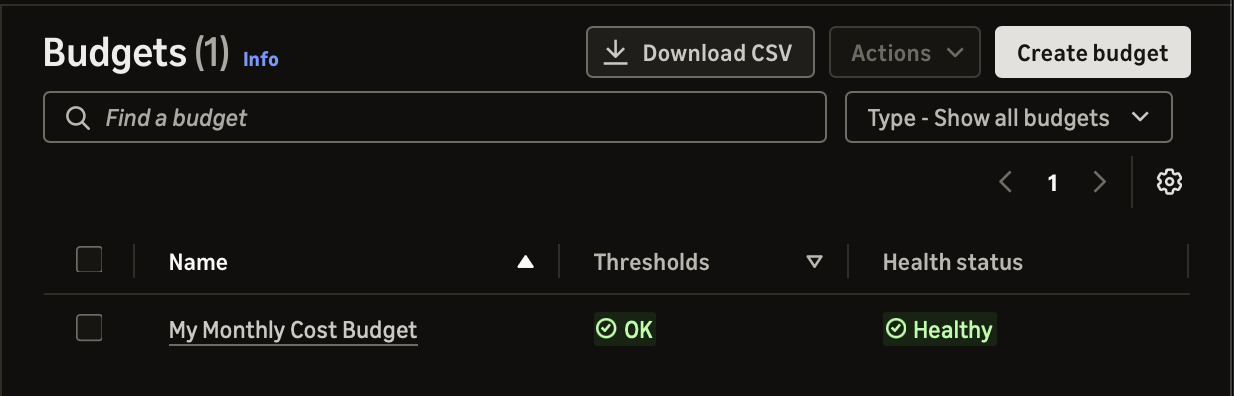 Budgets (1) Info
Download CSV
Actions
Create budget
Find a budget
Type - Show all budgets
1
Name
Thresholds
Health status
My Monthly Cost Budget
OK
Healthy